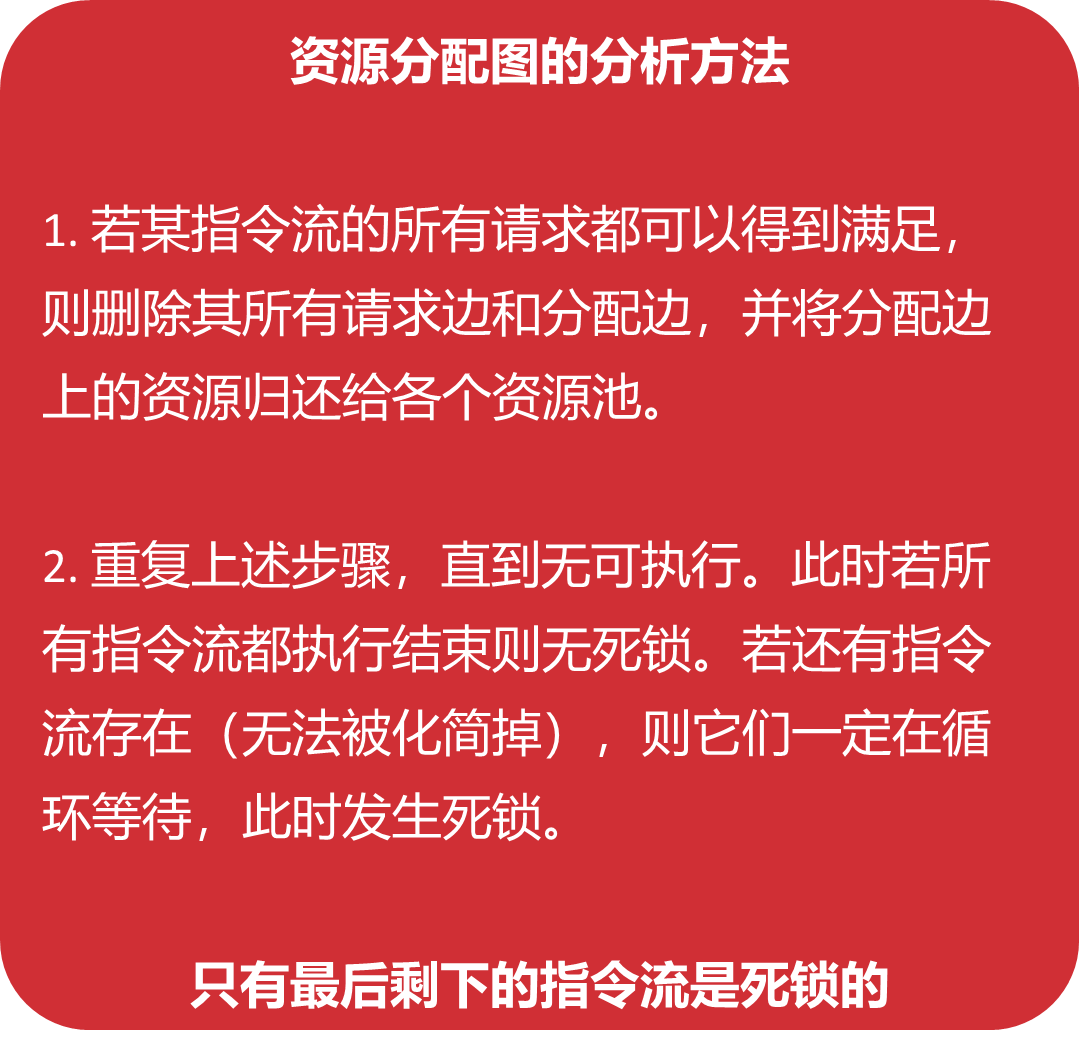 资源分配图的分析方法
1. 若某指令流的所有请求都可以得到满足，
则删除其所有请求边和分配边，并将分配边
上的资源归还给各个资源池。
2. 重复上述步骤，直到无可执行。此时若所
有指令流都执行结束则无死锁。若还有指令
流存在（无法被化简掉），则它们一定在循
环等待，此时发生死锁。
只有最后剩下的指令流是死锁的